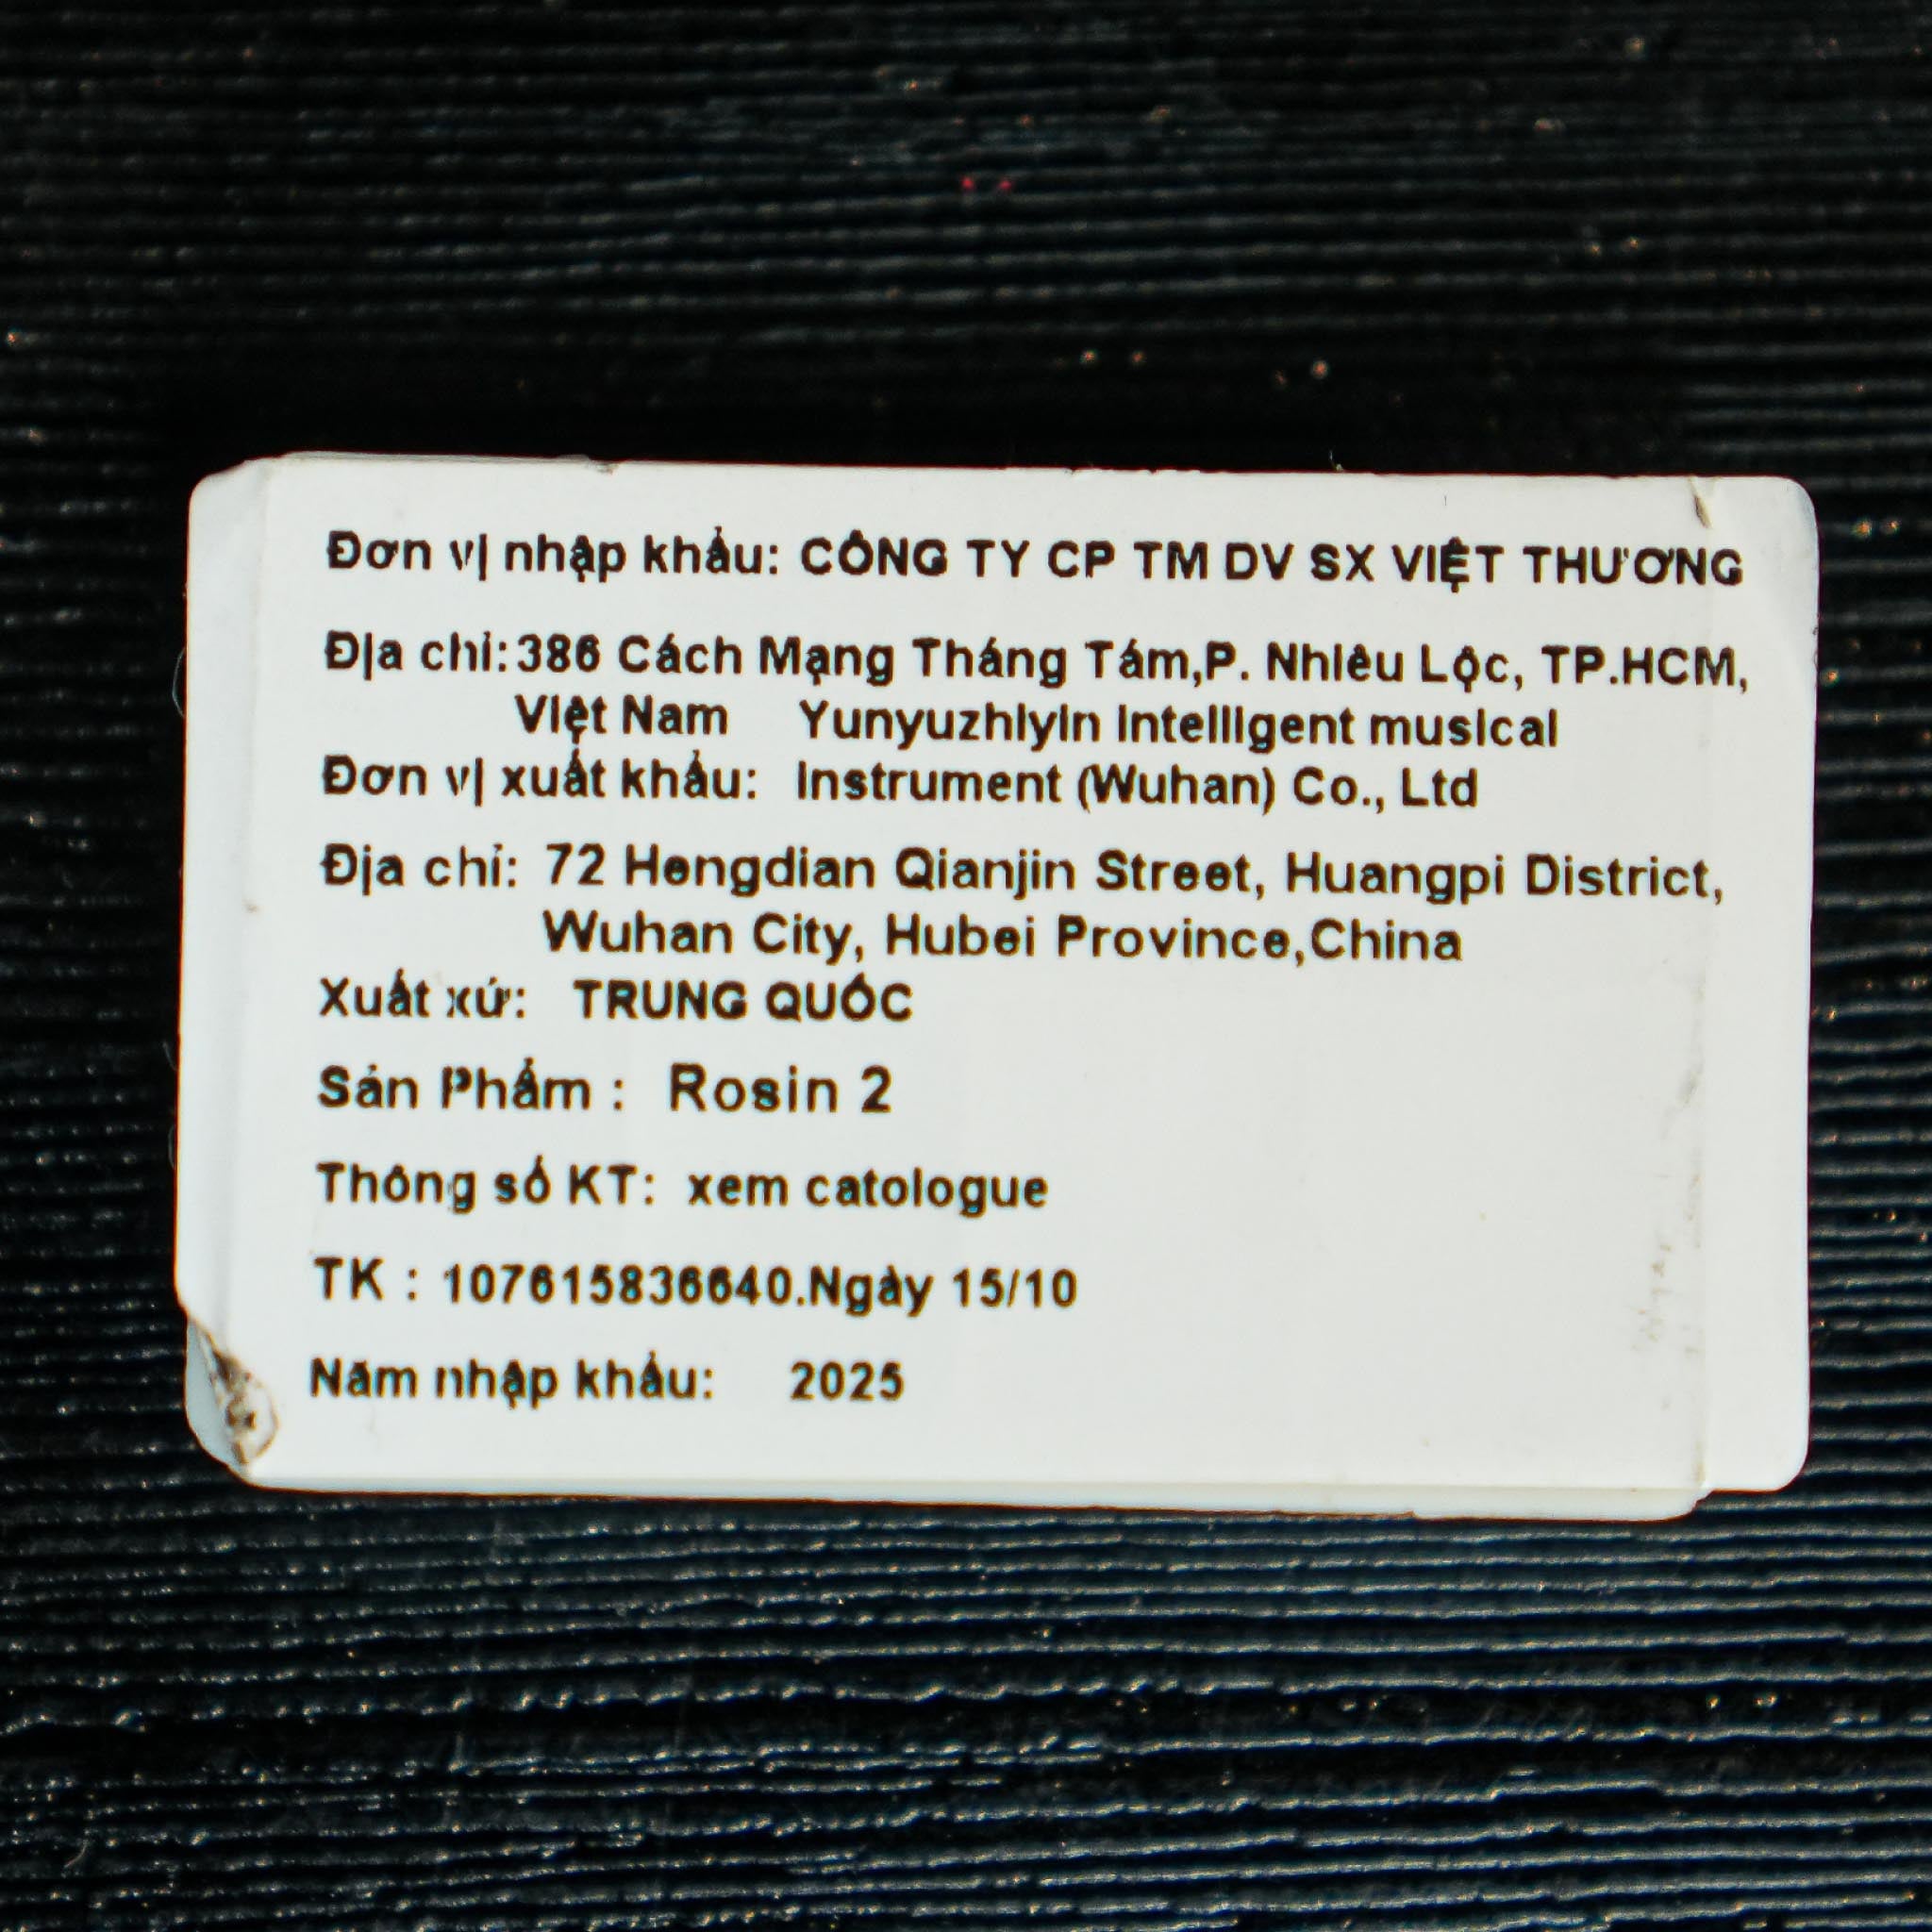 Đơn vị nhập khẩu: CÔNG TY CP TM DV SX VIỆT THƯƠNG
Địa chỉ:386 Cách Mạng Tháng Tám,P. Nhiêu Lộc, TP.HCM,
Việt Nam
Đơn vị xuất khẩu: Yunyuzhiyin Intelligent musical
Instrument (Wuhan) Co., Ltd
Địa chỉ: 72 Hengdian Qianjin Street, Huangpi District,
Wuhan City, Hubei Province,China
Xuất xứ: TRUNG QUỐC
Sản Phẩm : Rosin 2
Thông số KT: xem catologue
TK : 107615836640.Ngày 15/10
Năm nhập khẩu: 2025